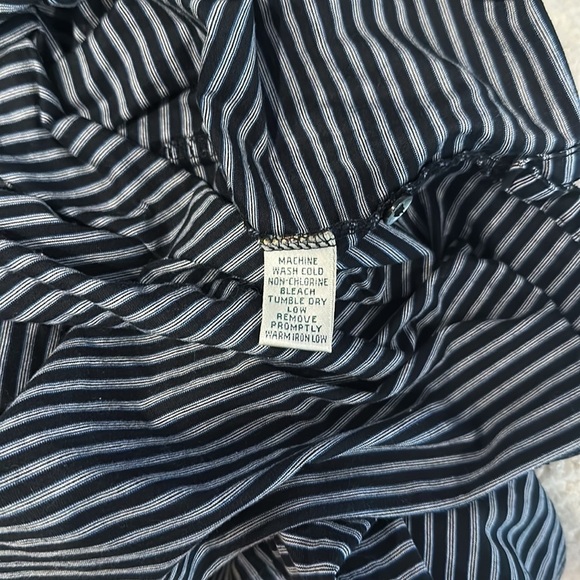 MACHINE
WASH COLD
NON-CHLORINE
BLEACH
TUMBLE DRY
LOW
REMOVE
PROMPTLY
WARM IRON LOW